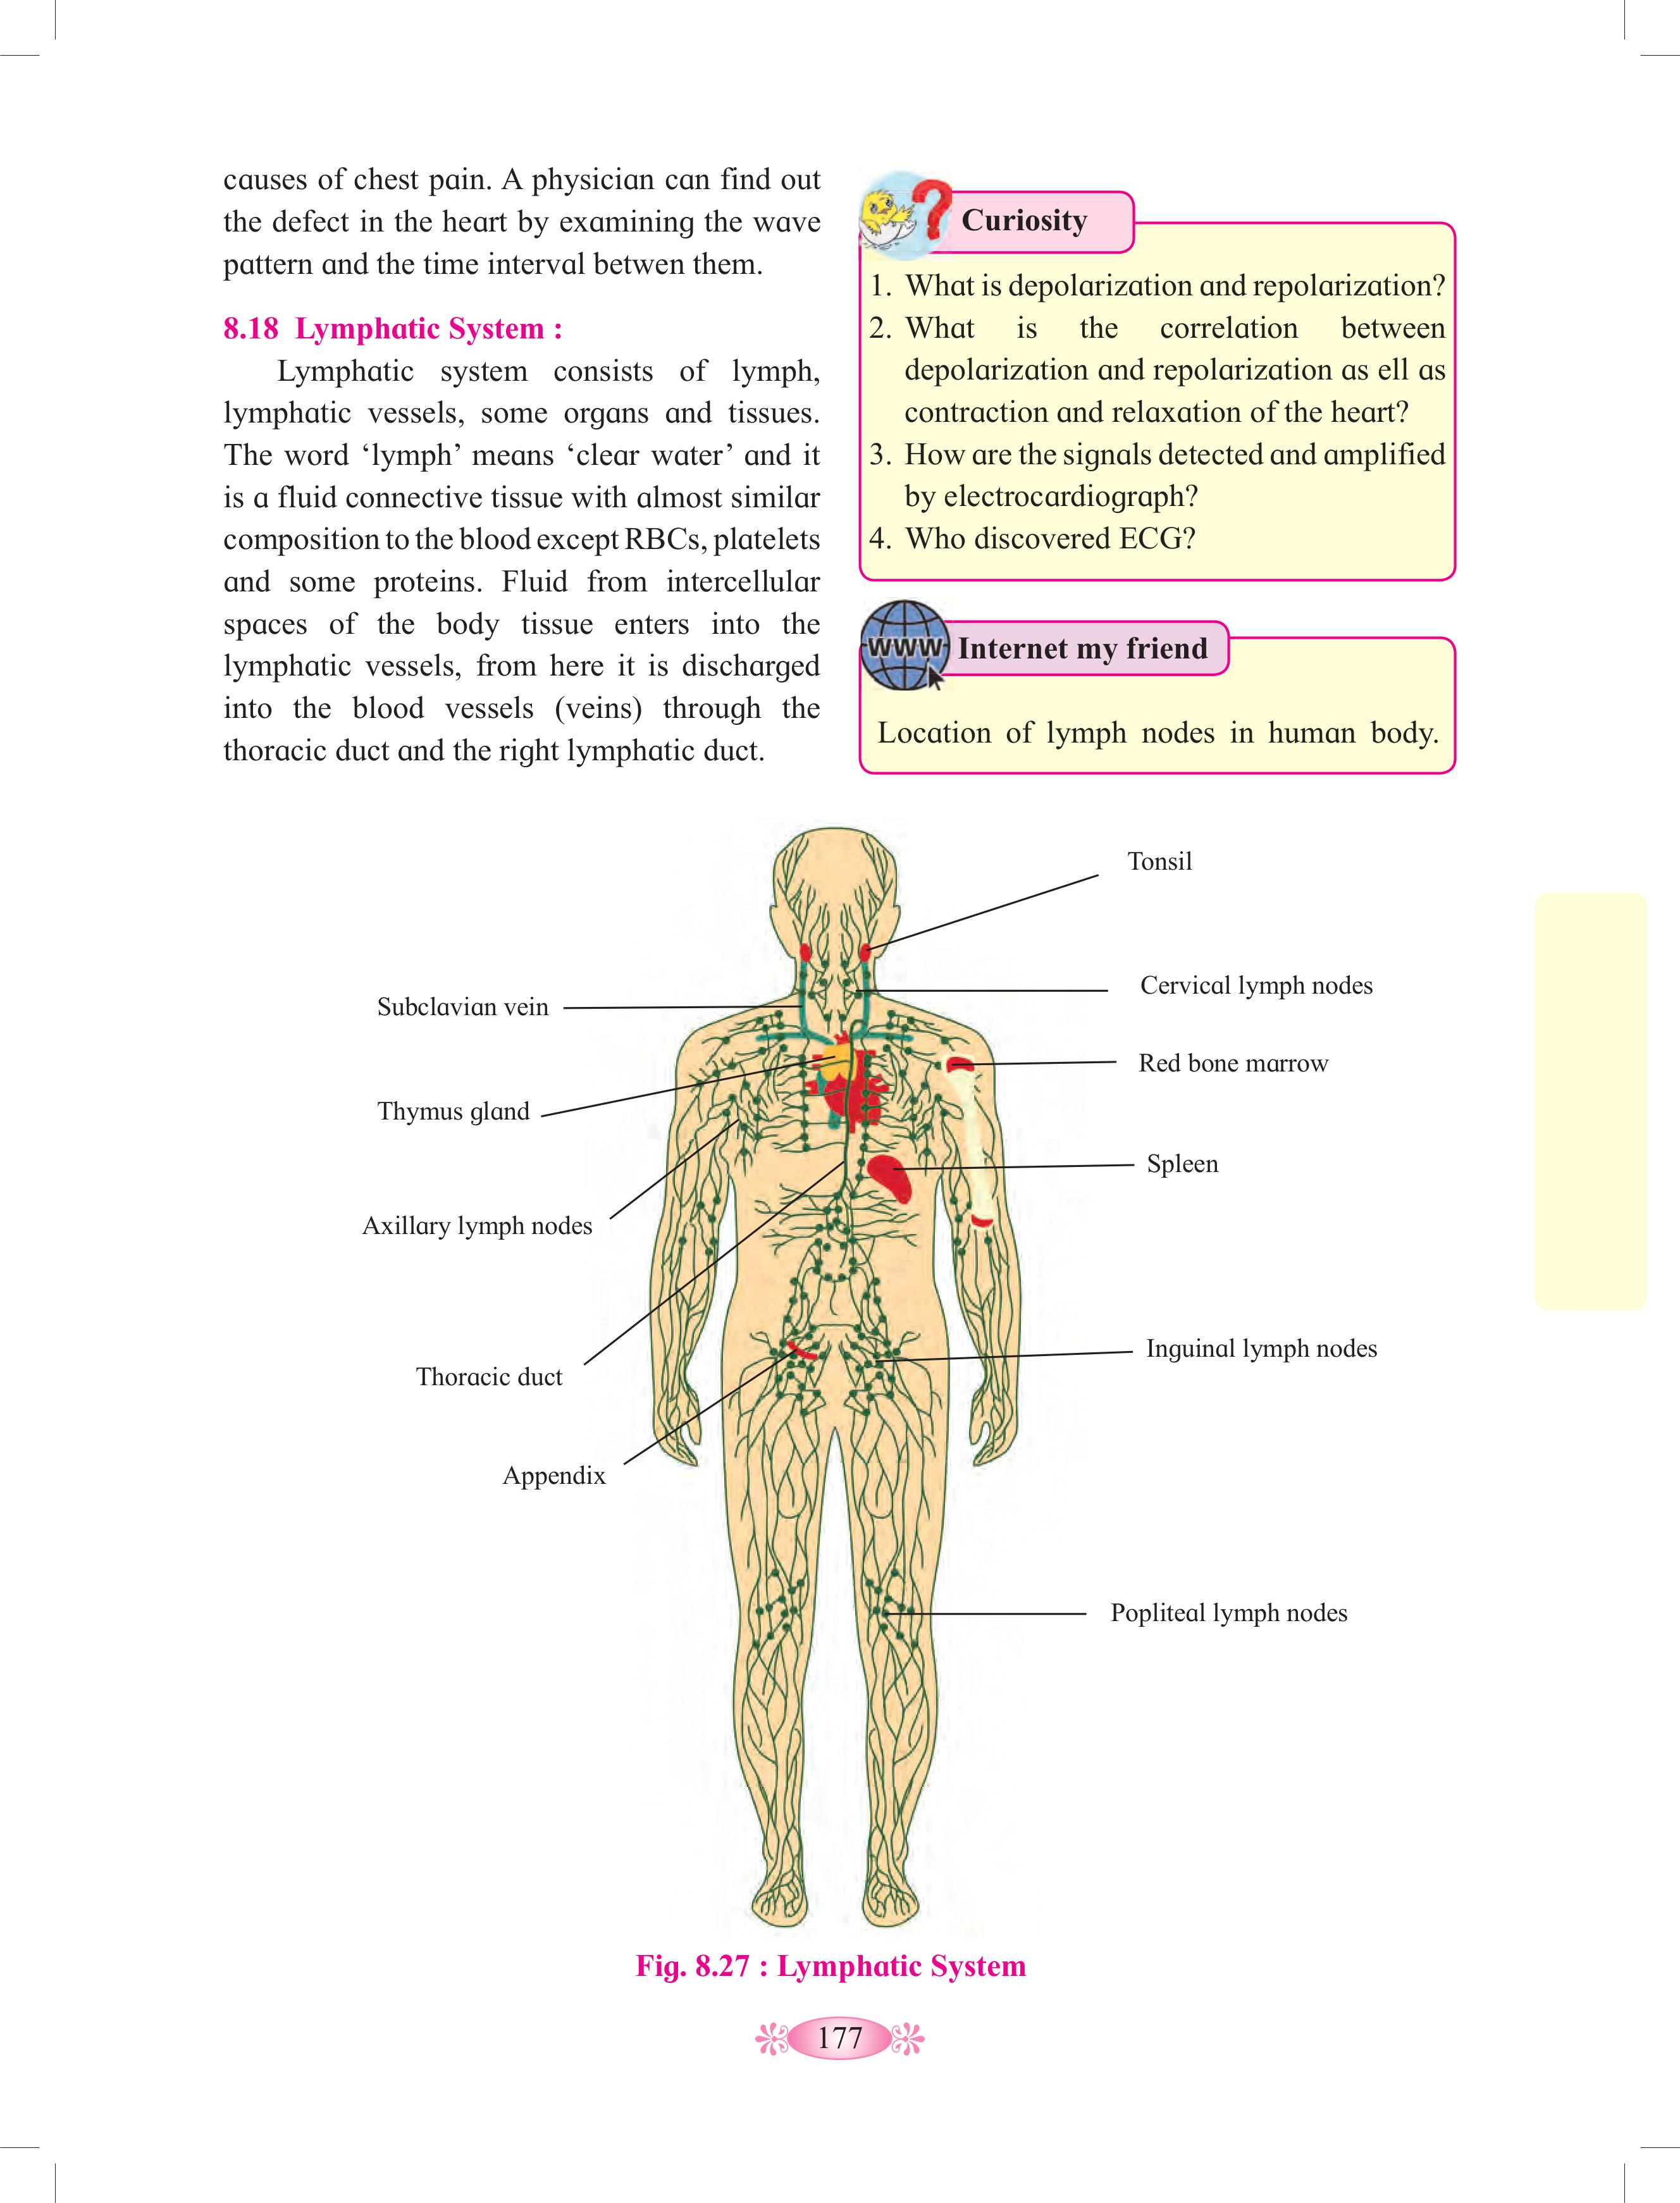 causes of chest pain. A physician can find out
the defect in the heart by examining the wave
pattern and the time interval betwen them.
8.18 Lymphatic System :
Lymphatic system consists of lymph,
lymphatic vessels, some organs and tissues.
The word ‘lymph’ means ‘clear water’ and it
is a fluid connective tissue with almost similar
composition to the blood except RBCs, platelets
and some proteins. Fluid from intercellular
spaces of the body tissue enters into the
lymphatic vessels, from here it is discharged
into the blood vessels (veins) through the
thoracic duct and the right lymphatic duct.
Curiosity
1. What is depolarization and repolarization?
2. What is the correlation between
depolarization and repolarization as ell as
contraction and relaxation of the heart?
3. How are the signals detected and amplified
by electrocardiograph?
4. Who discovered ECG?
WWW
Internet my friend
Location of lymph nodes in human body.
Tonsil
Cervical lymph nodes
Subclavian vein
Red bone marrow
Thymus gland
Spleen
Axillary lymph nodes
Inguinal lymph nodes
Thoracic duct
Appendix
Popliteal lymph nodes
Fig. 8.27 : Lymphatic System
177